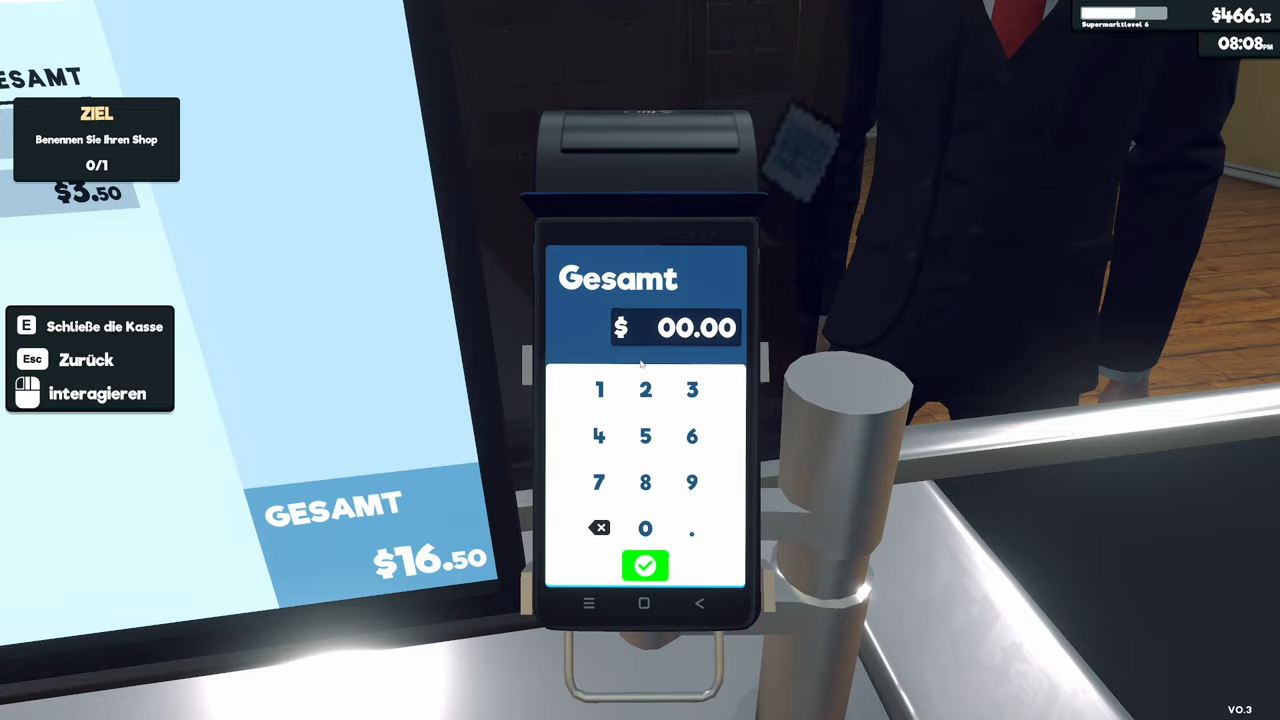 $466.13
Supermarktlevel 6
08:08PM
ESAMT
ZIEL
Benennen Sie Ihren Shop
0/1
$3.50
E Schließe die Kasse
Esc Zurück
interagieren
Gesamt
$ 00.00
1 2 3
4 5 6
7 8 9
0 .
GESAMT
$16.50
V0.3